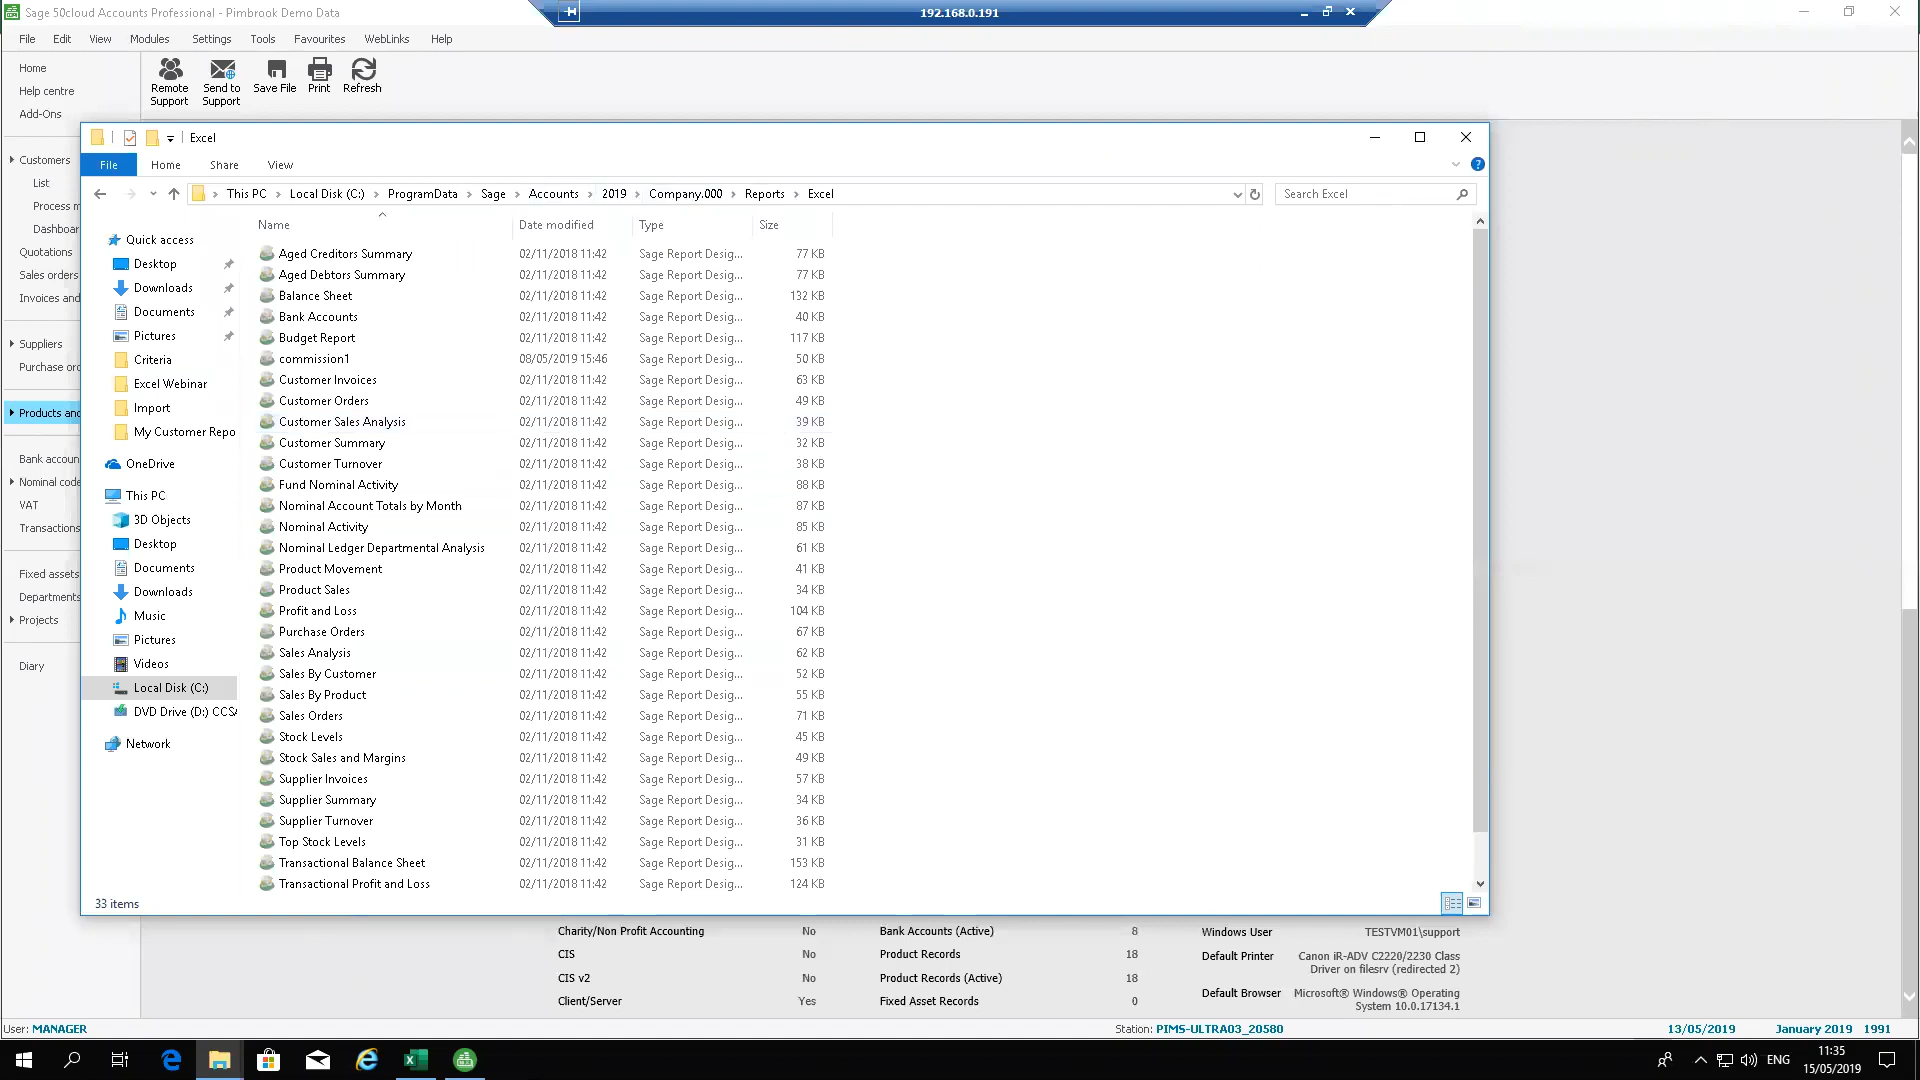 Sage 50cloud Accounts Professional - Pimbrook Demo Data
192.168.0.191
File Edit View Modules Settings Tools Favourites WebLinks Help
Home
Help centre
Add-Ons
Remote Support
Send to Support
Save File
Print
Refresh
Customers
List
Process m
Dashboar
Quotations
Sales orders
Invoices and
Suppliers
Purchase ord
Products and
Bank accoun
Nominal code
VAT
Transactions
Fixed assets
Departments
Projects
Diary
Excel
File Home Share View
This PC Local Disk (C:) ProgramData Sage Accounts 2019 Company.000 Reports Excel
Search Excel
Quick access
Desktop
Downloads
Documents
Pictures
Criteria
Excel Webinar
Import
My Customer Repo
OneDrive
This PC
3D Objects
Desktop
Documents
Downloads
Music
Pictures
Videos
Local Disk (C:)
DVD Drive (D:) CCSA
Network
Name Date modified Type Size
Aged Creditors Summary 02/11/2018 11:42 Sage Report Desig... 77 KB
Aged Debtors Summary 02/11/2018 11:42 Sage Report Desig... 77 KB
Balance Sheet 02/11/2018 11:42 Sage Report Desig... 132 KB
Bank Accounts 02/11/2018 11:42 Sage Report Desig... 40 KB
Budget Report 02/11/2018 11:42 Sage Report Desig... 117 KB
commission1 08/05/2019 15:46 Sage Report Desig... 50 KB
Customer Invoices 02/11/2018 11:42 Sage Report Desig... 63 KB
Customer Orders 02/11/2018 11:42 Sage Report Desig... 49 KB
Customer Sales Analysis 02/11/2018 11:42 Sage Report Desig... 39 KB
Customer Summary 02/11/2018 11:42 Sage Report Desig... 32 KB
Customer Turnover 02/11/2018 11:42 Sage Report Desig... 38 KB
Fund Nominal Activity 02/11/2018 11:42 Sage Report Desig... 88 KB
Nominal Account Totals by Month 02/11/2018 11:42 Sage Report Desig... 87 KB
Nominal Activity 02/11/2018 11:42 Sage Report Desig... 85 KB
Nominal Ledger Departmental Analysis 02/11/2018 11:42 Sage Report Desig... 61 KB
Product Movement 02/11/2018 11:42 Sage Report Desig... 41 KB
Product Sales 02/11/2018 11:42 Sage Report Desig... 34 KB
Profit and Loss 02/11/2018 11:42 Sage Report Desig... 104 KB
Purchase Orders 02/11/2018 11:42 Sage Report Desig... 67 KB
Sales Analysis 02/11/2018 11:42 Sage Report Desig... 62 KB
Sales By Customer 02/11/2018 11:42 Sage Report Desig... 52 KB
Sales By Product 02/11/2018 11:42 Sage Report Desig... 55 KB
Sales Orders 02/11/2018 11:42 Sage Report Desig... 71 KB
Stock Levels 02/11/2018 11:42 Sage Report Desig... 45 KB
Stock Sales and Margins 02/11/2018 11:42 Sage Report Desig... 49 KB
Supplier Invoices 02/11/2018 11:42 Sage Report Desig... 57 KB
Supplier Summary 02/11/2018 11:42 Sage Report Desig... 34 KB
Supplier Turnover 02/11/2018 11:42 Sage Report Desig... 36 KB
Top Stock Levels 02/11/2018 11:42 Sage Report Desig... 31 KB
Transactional Balance Sheet 02/11/2018 11:42 Sage Report Desig... 153 KB
Transactional Profit and Loss 02/11/2018 11:42 Sage Report Desig... 124 KB
33 items
Charity/Non Profit Accounting No
CIS No
CIS v2 No
Client/Server Yes
Bank Accounts (Active) 8
Product Records 18
Product Records (Active) 18
Fixed Asset Records 0
Windows User TESTVM01\support
Default Printer Canon iR-ADV C2220/2230 Class
Driver on filesrv (redirected 2)
Default Browser Microsoft® Windows® Operating
System 10.0.17134.1
User: MANAGER
Station: PIMS-ULTRA03_20580
13/05/2019
January 2019
1991
ENG
11:35
15/05/2019